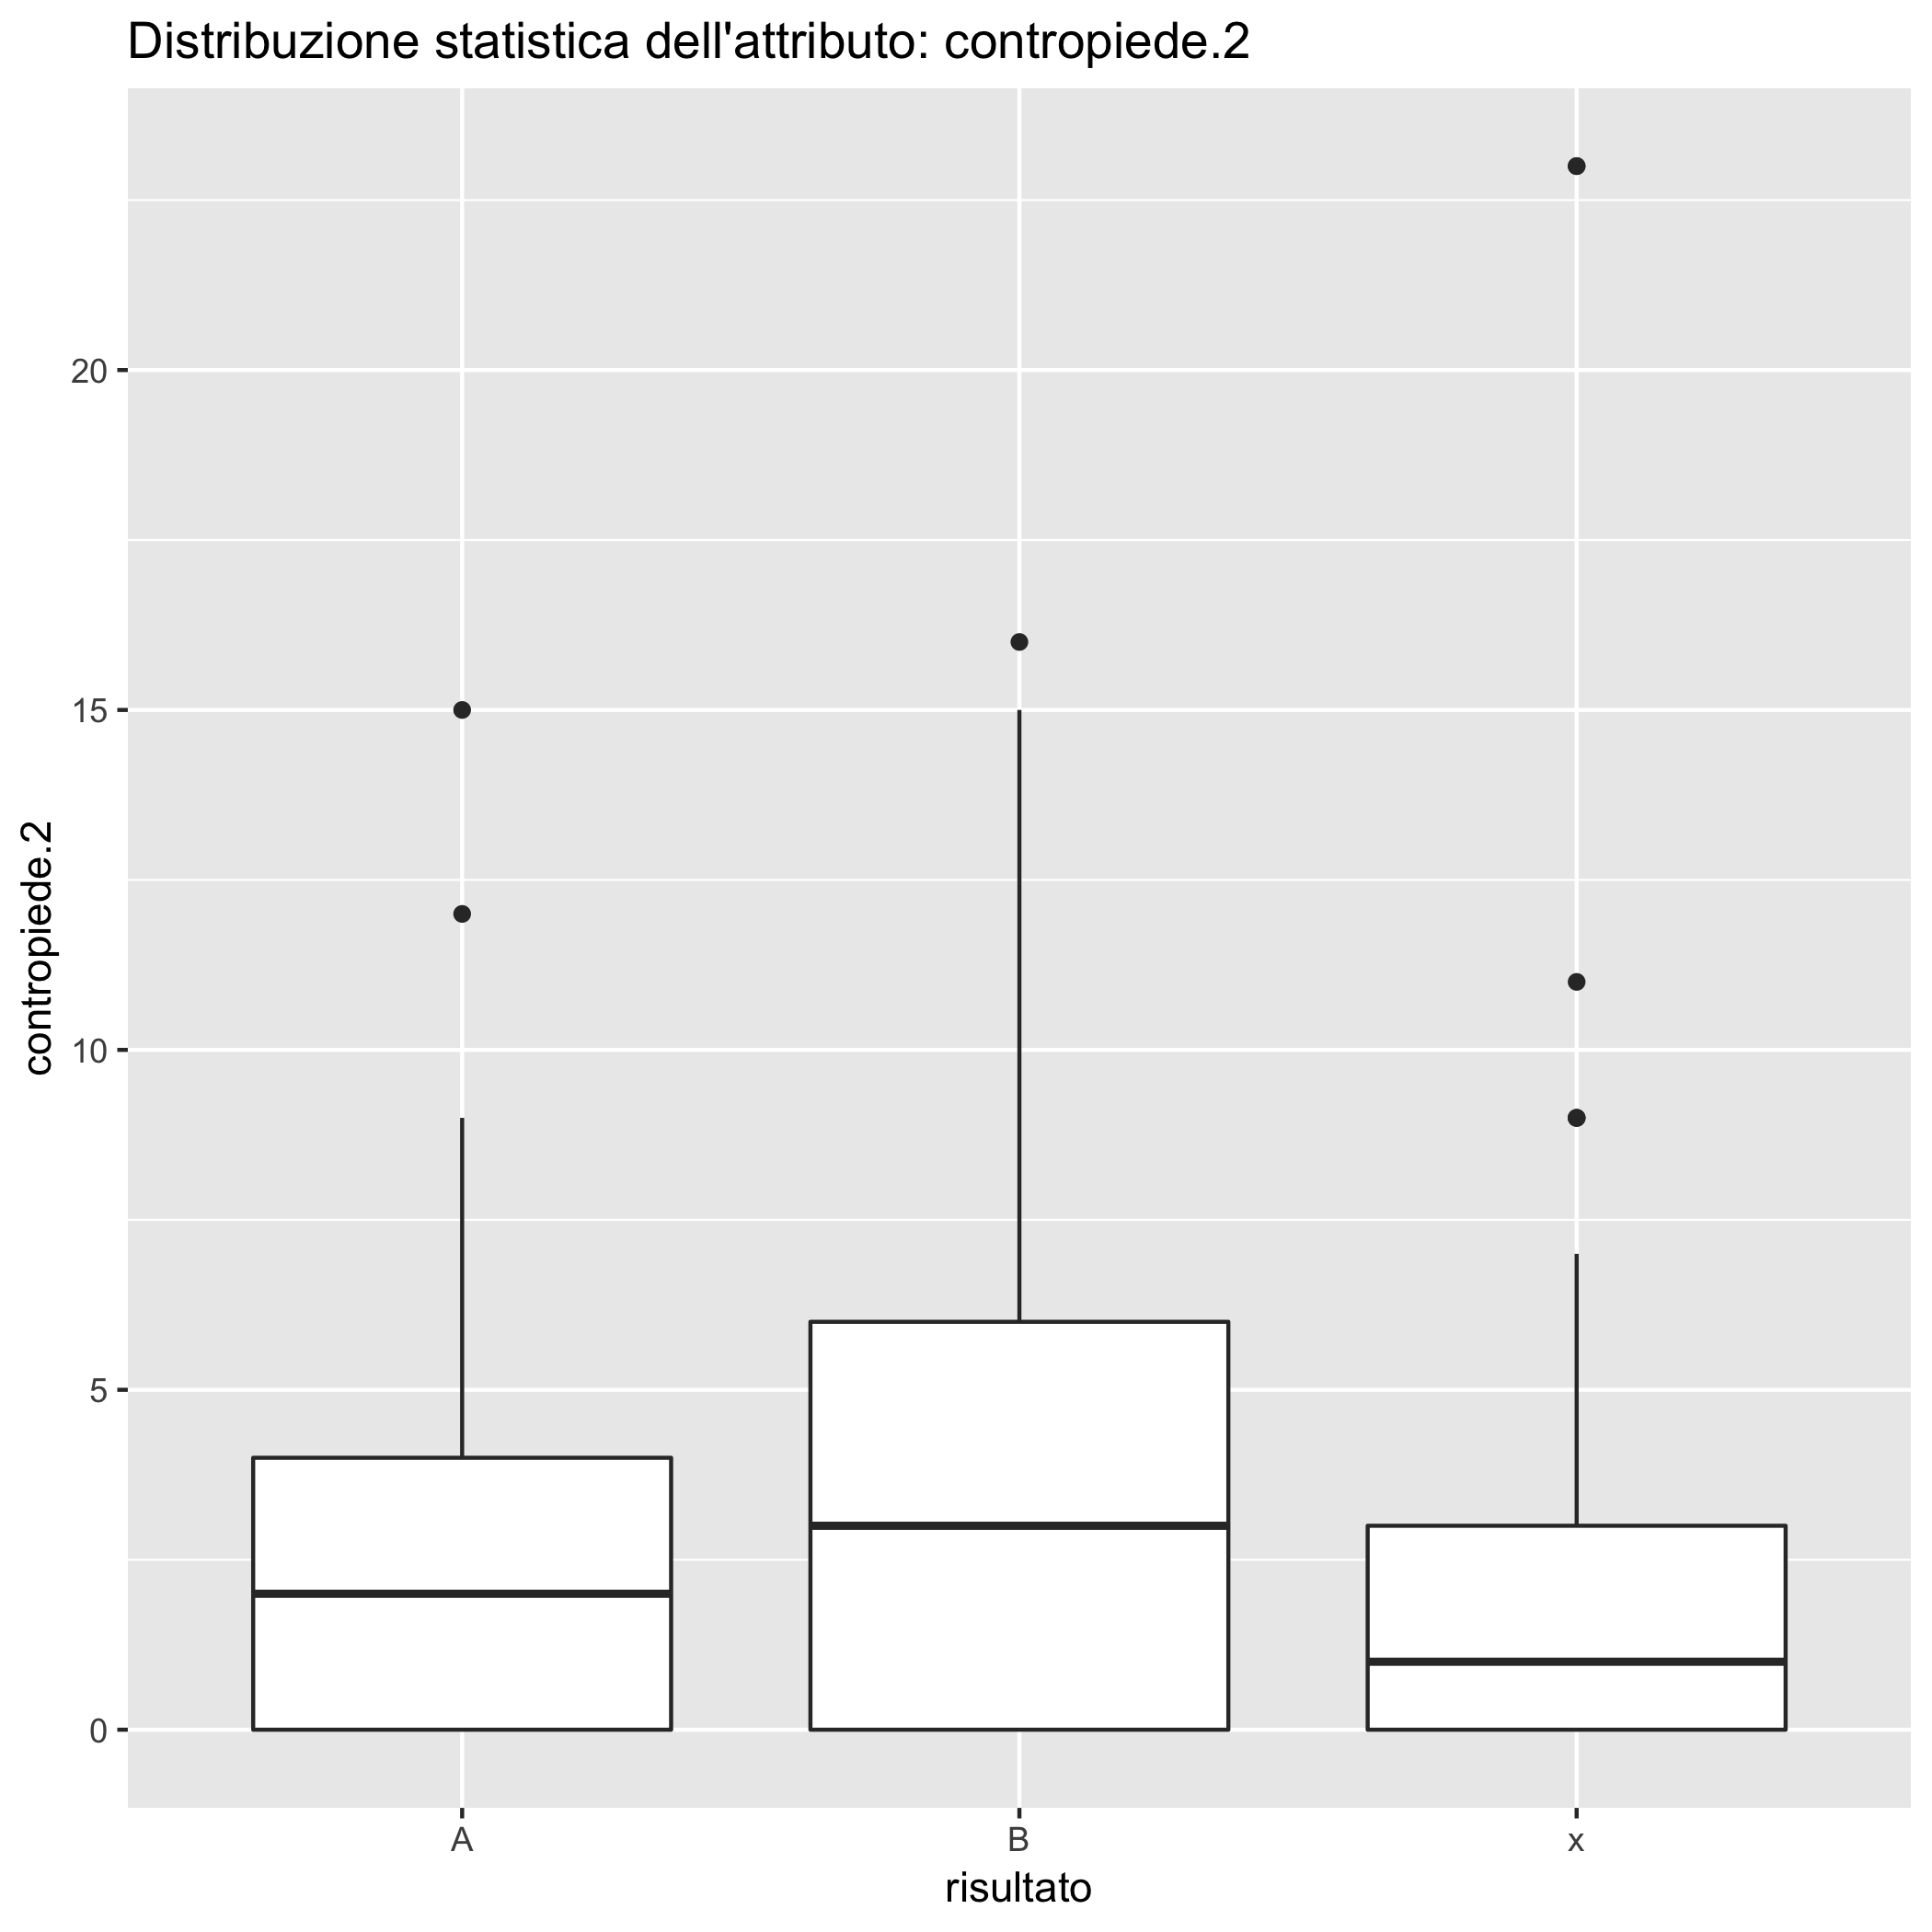 Distribuzione statistica dell'attributo: contropiede.2
contropiede.2
20
15
10
5
0
A B x
risultato